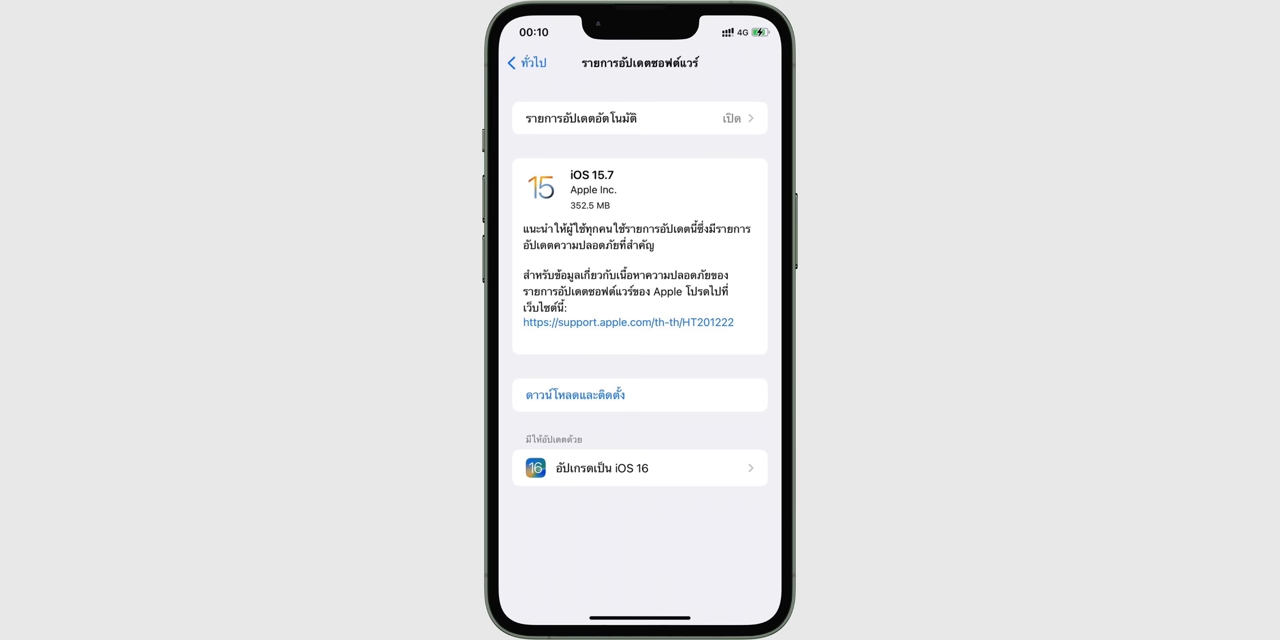 00:10
4G
ทั่วไป
รายการอัปเดตซอฟต์แวร์
รายการอัปเดตอัตโนมัติ
เปิด
15
iOS 15.7
Apple Inc.
352.5 MB
แนะนำให้ผู้ใช้ทุกคนใช้รายการอัปเดตนี้ซึ่งมีรายการ
อัปเดตความปลอดภัยที่สำคัญ
สำหรับข้อมูลเกี่ยวกับเนื้อหาความปลอดภัยของ
รายการอัปเดตซอฟต์แวร์ของ Apple โปรดไปที่
เว็บไซต์นี้:
https://support.apple.com/th-th/HT201222
ดาวน์โหลดและติดตั้ง
มีให้อัปเดตด้วย
16
อัปเกรดเป็น iOS 16